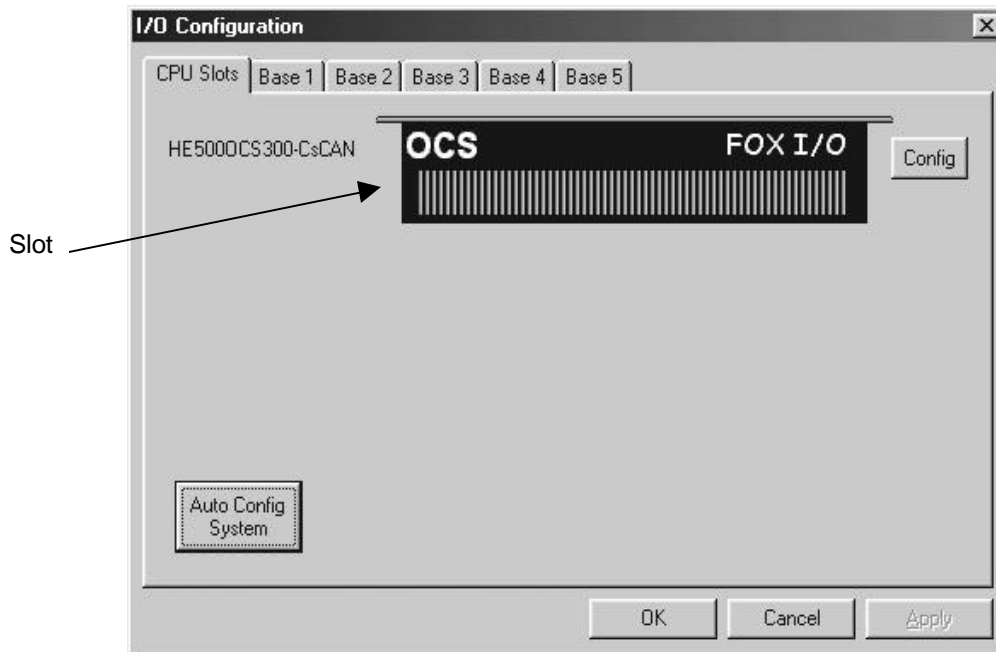 I/O Configuration
CPU Slots Base 1 Base 2 Base 3 Base 4 Base 5
HE500OCS300-CsCAN
OCS FOX I/O
Config
Slot
Auto Config
System
OK Cancel Apply